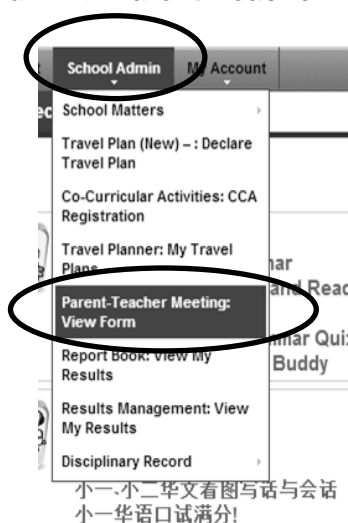 School Admin
My Account
School Matters
Travel Plan (New) – : Declare
Travel Plan
Co-Curricular Activities: CCA
Registration
Travel Planner: My Travel
Plans
Parent-Teacher Meeting:
View Form
Report Book: View My
Results
Results Management: View
My Results
Disciplinary Record
Buddy
小一、小二华文看图写话与会话
小一华语口试满分!